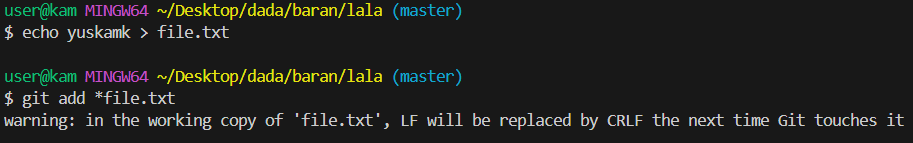 user@kam MINGW64 ~/Desktop/dada/baran/lala (master)
$ echo yuskamk > file.txt
user@kam MINGW64 ~/Desktop/dada/baran/lala (master)
$ git add *file.txt
warning: in the working copy of 'file.txt', LF will be replaced by CRLF the next time Git touches it